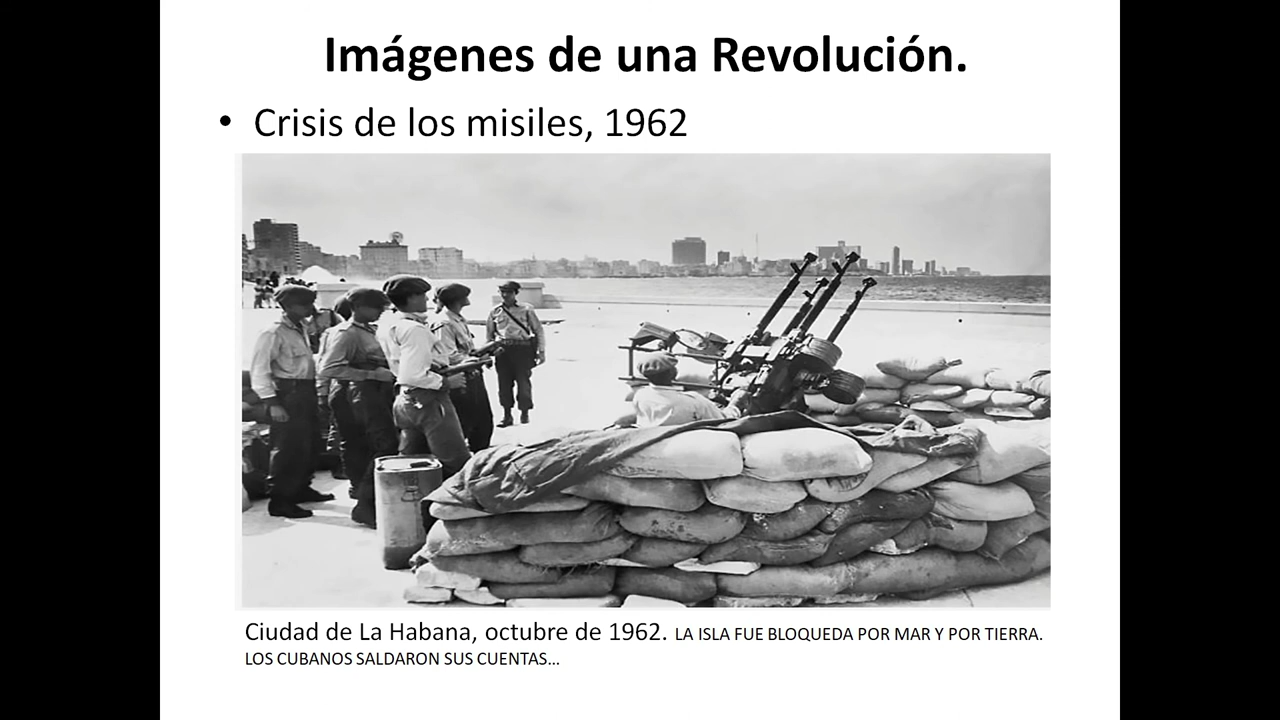 Imágenes de una Revolución.
• Crisis de los misiles, 1962
Ciudad de La Habana, octubre de 1962. LA ISLA FUE BLOQUEDA POR MAR Y POR TIERRA.
LOS CUBANOS SALDARON SUS CUENTAS...